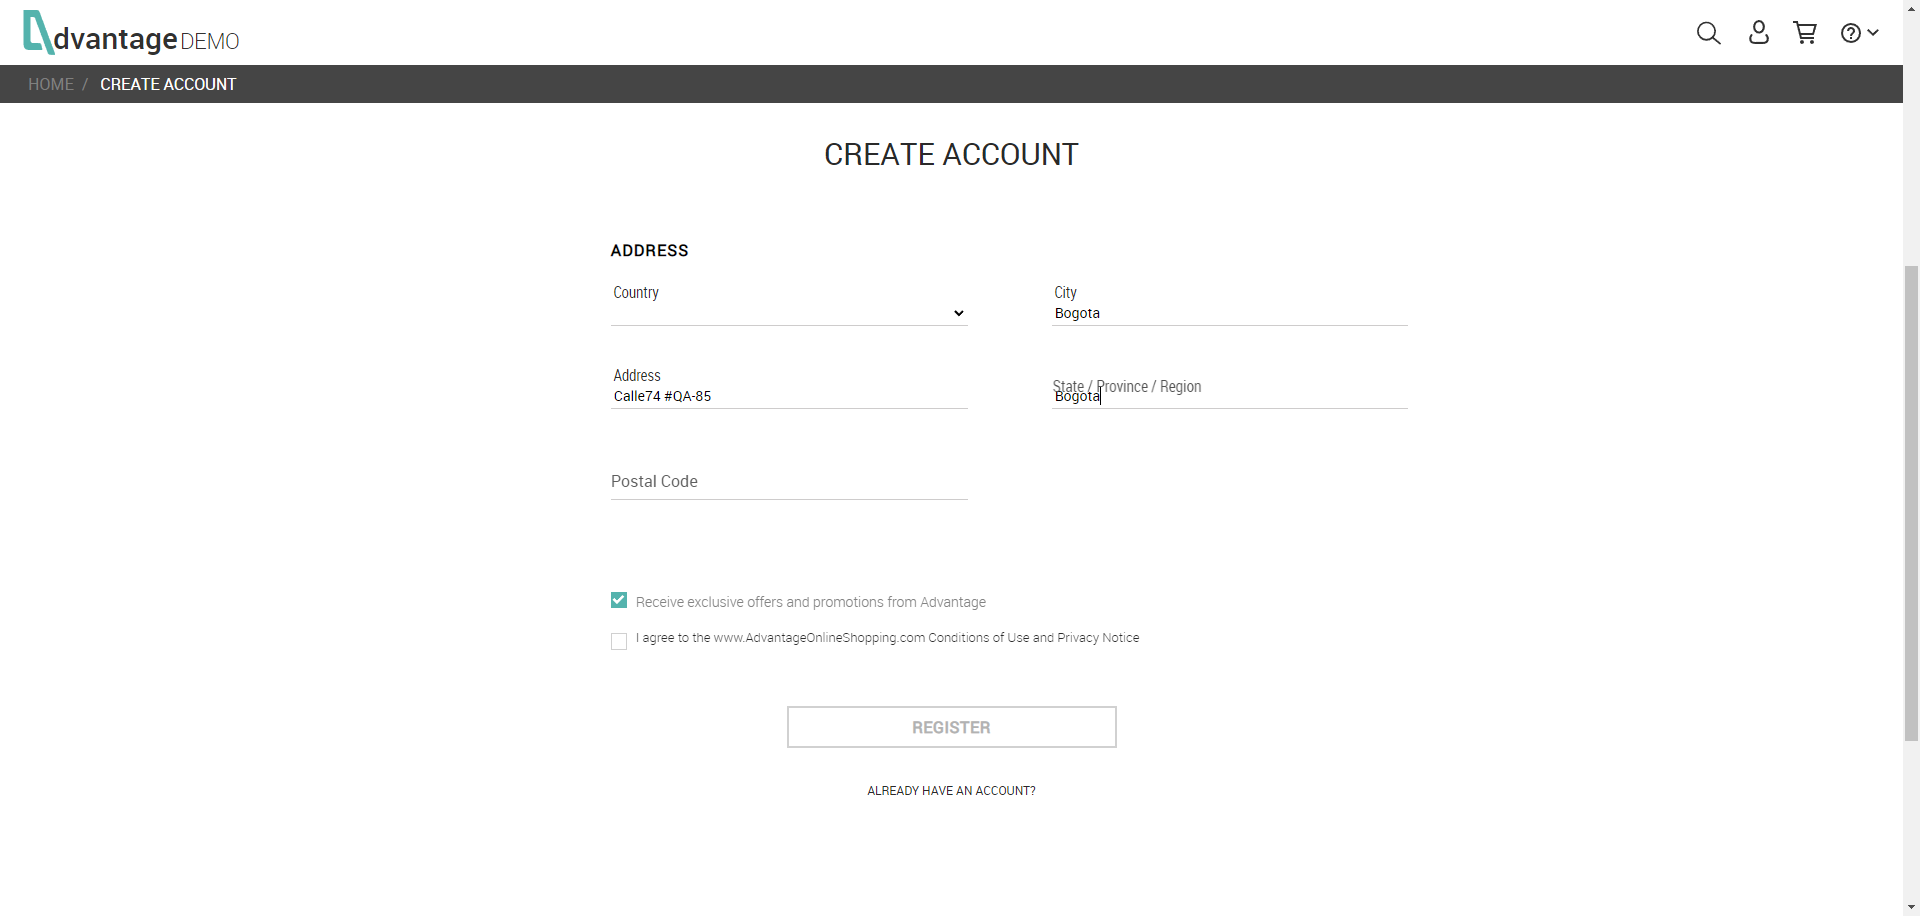 dvantage DEMO
HOME / CREATE ACCOUNT
CREATE ACCOUNT
ADDRESS
Country
City
Bogota
Address
Calle74 #QA-85
State / Province / Region
Bogota
Postal Code
Receive exclusive offers and promotions from Advantage
I agree to the www.AdvantageOnlineShopping.com Conditions of Use and Privacy Notice
REGISTER
ALREADY HAVE AN ACCOUNT?